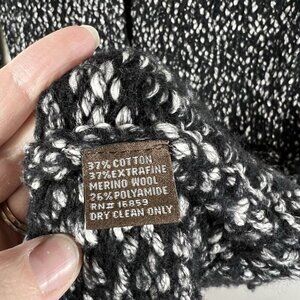 37% COTTON
37% EXTRAFINE
MERINO WOOL
26% POLYAMIDE
RN# 16859
DRY CLEAN ONLY